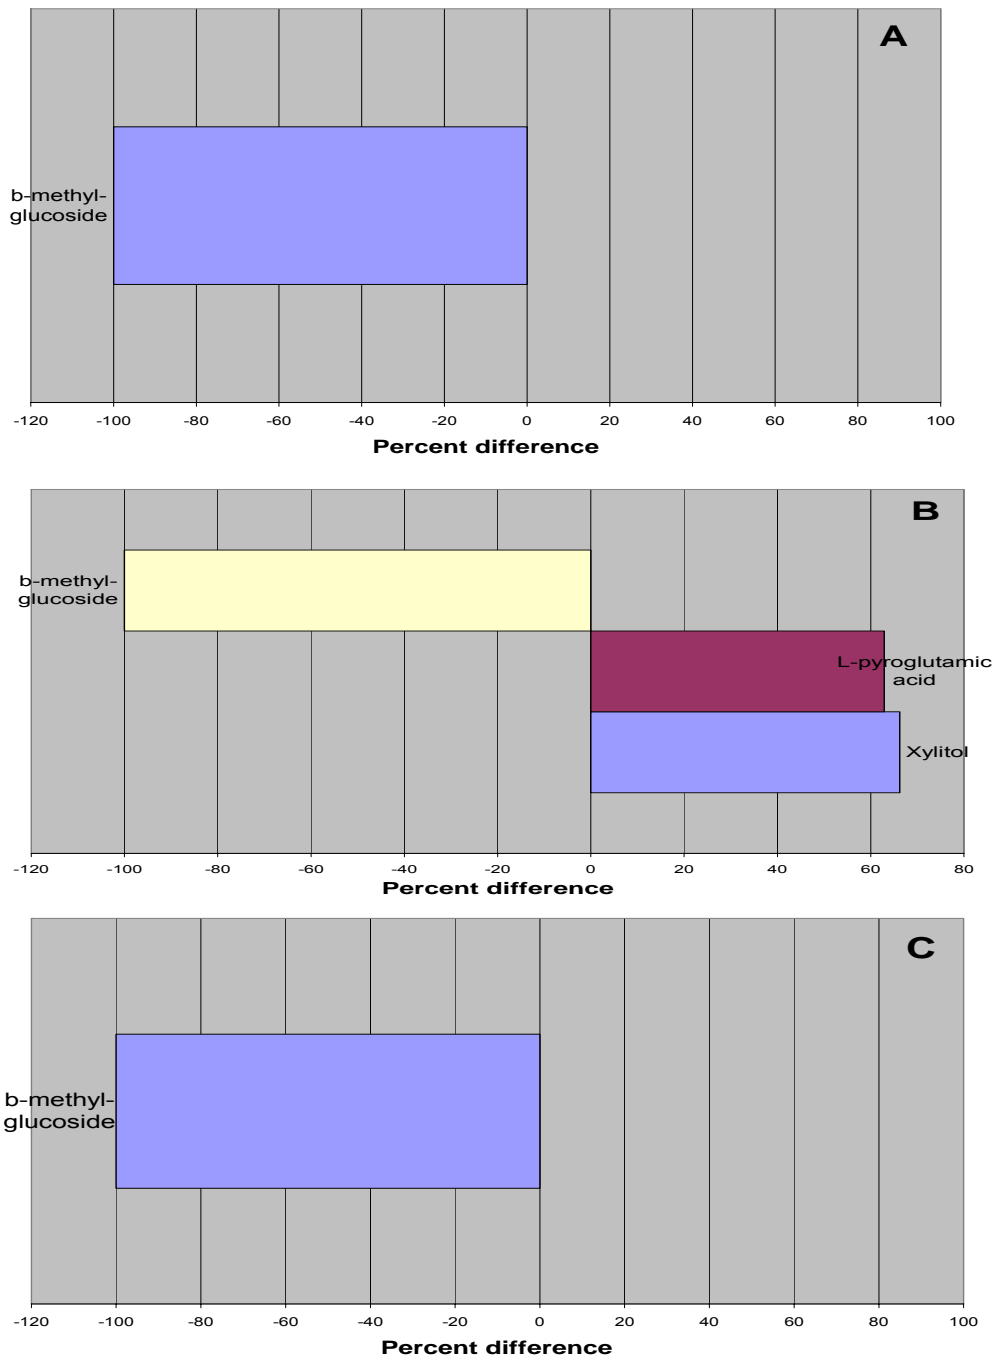 A
b-methyl-
glucoside
-120 -100 -80 -60 -40 -20 0 20 40 60 80 100
Percent difference
B
b-methyl-
glucoside
L-pyroglutamic
acid
Xylitol
-120 -100 -80 -60 -40 -20 0 20 40 60 80
Percent difference
C
b-methyl-
glucoside
-120 -100 -80 -60 -40 -20 0 20 40 60 80 100
Percent difference